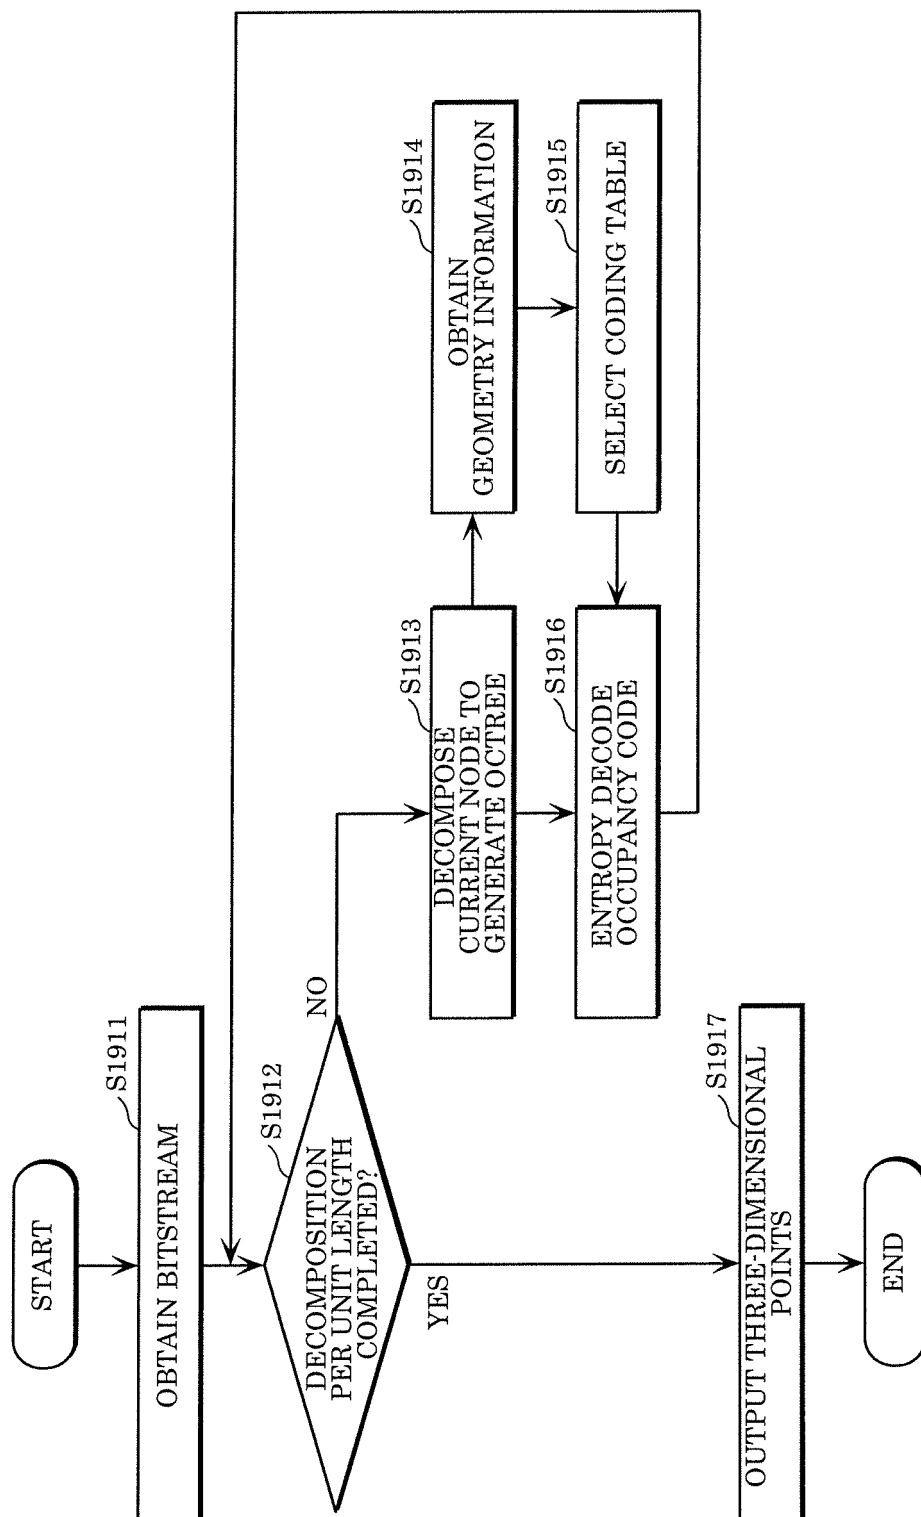 START
S1911
OBTAIN BITSTREAM
S1912
DECOMPOSITION
PER UNIT LENGTH
COMPLETED?
NO
YES
S1913
DECOMPOSE
CURRENT NODE TO
GENERATE OCTREE
S1914
OBTAIN
GEOMETRY INFORMATION
S1915
SELECT CODING TABLE
S1916
ENTROPY DECODE
OCCUPANCY CODE
S1917
OUTPUT THREE-DIMENSIONAL
POINTS
END